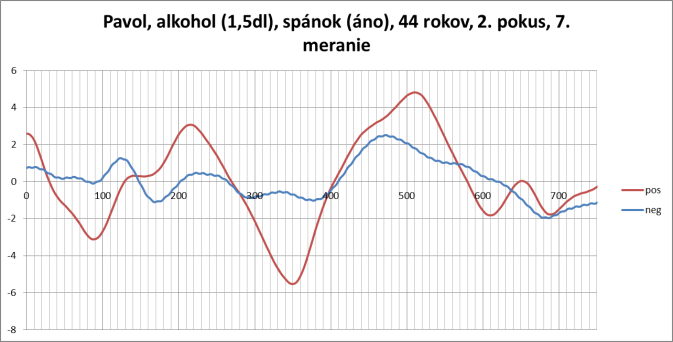 Pavol, alkohol (1,5dl), spánok (áno), 44 rokov, 2. pokus, 7.
meranie
6
4
2
0
0 100 200 300 400 500 600 700
pos
neg
-2
-4
-6
-8